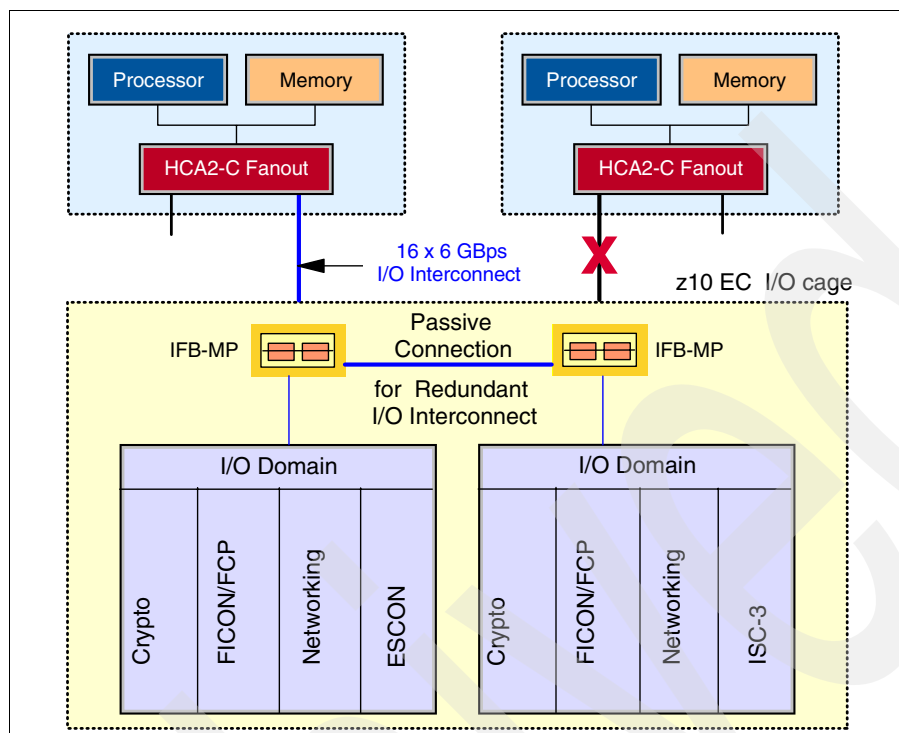 Processor
Memory
HCA2-C Fanout
Processor
Memory
HCA2-C Fanout
16 x 6 GBps
I/O Interconnect
z10 EC I/O cage
IFB-MP
Passive
Connection
for Redundant
I/O Interconnect
IFB-MP
I/O Domain
Crypto
FICON/FCP
Networking
ESCON
I/O Domain
Crypto
FICON/FCP
Networking
ISC-3